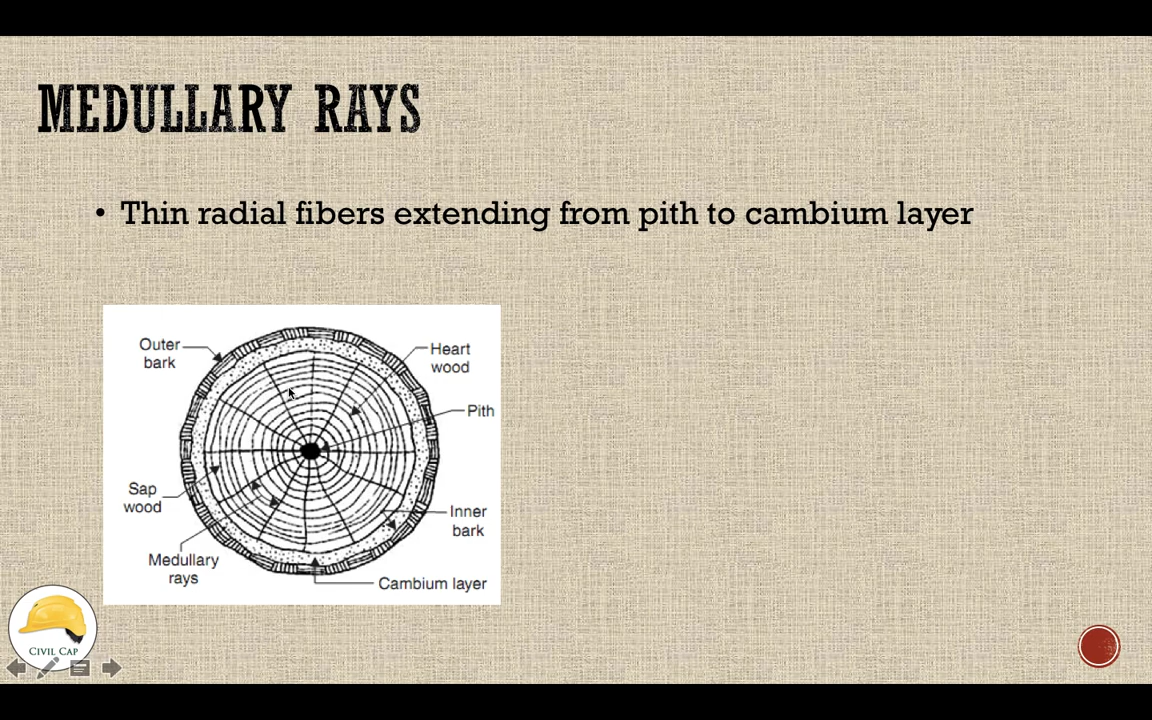 MEDULLARY RAYS
• Thin radial fibers extending from pith to cambium layer
Outer
bark
Heart
wood
Pith
Sap
wood
Inner
bark
Medullary
rays
Cambium layer
CIVIL CAP